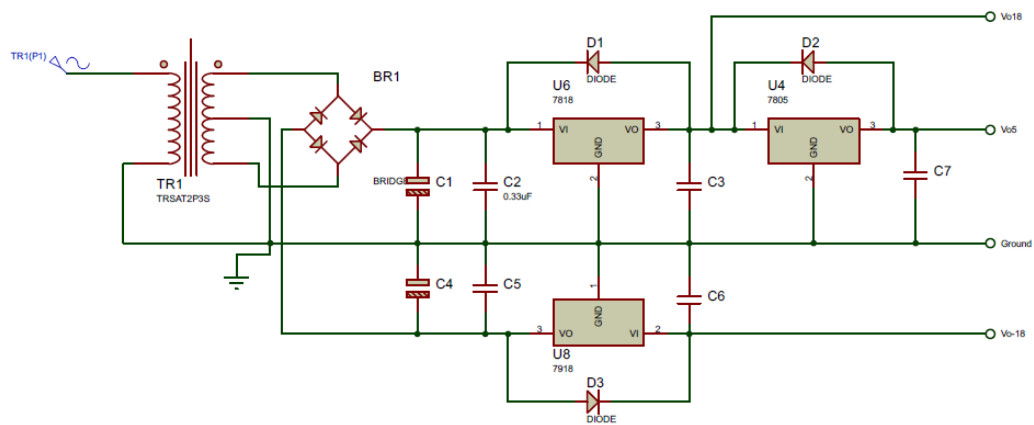 Vo18
TR1(P1)
TR1
TRSAT2P3S
BR1
BRIDGE
C1
C2
0.33uF
D1
DIODE
U6
7818
1
VI
VO
3
GND
2
C3
D2
DIODE
U4
7805
1
VI
VO
3
GND
2
Vo5
C7
Ground
C4
C5
1
GND
3
VO
VI
2
U8
7918
C6
Vo-18
D3
DIODE